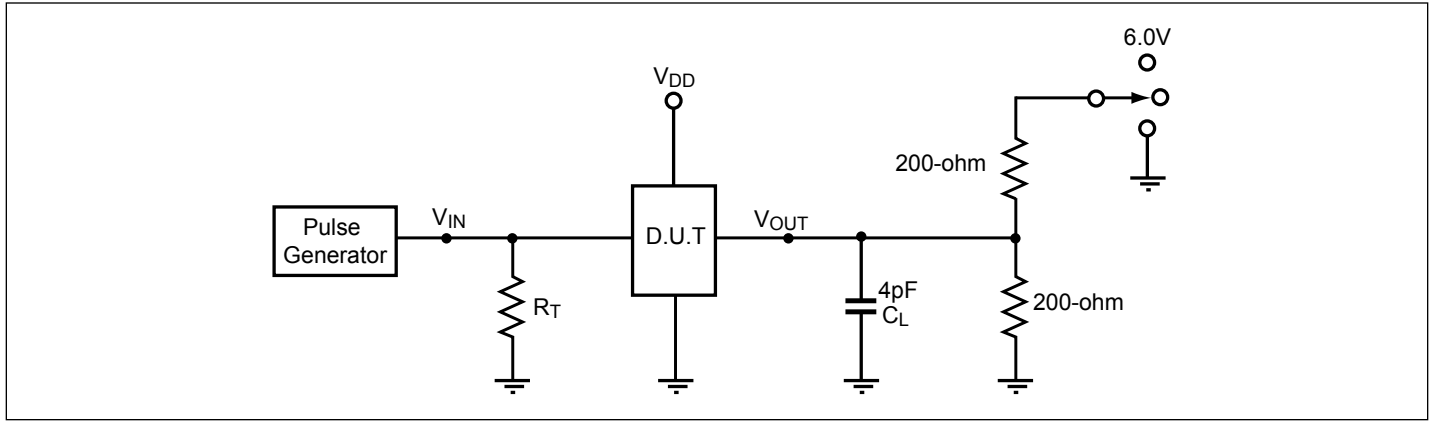 6.0V
VDD
200-ohm
Pulse
Generator
VIN
D.U.T
VOUT
RT
4pF
CL
200-ohm